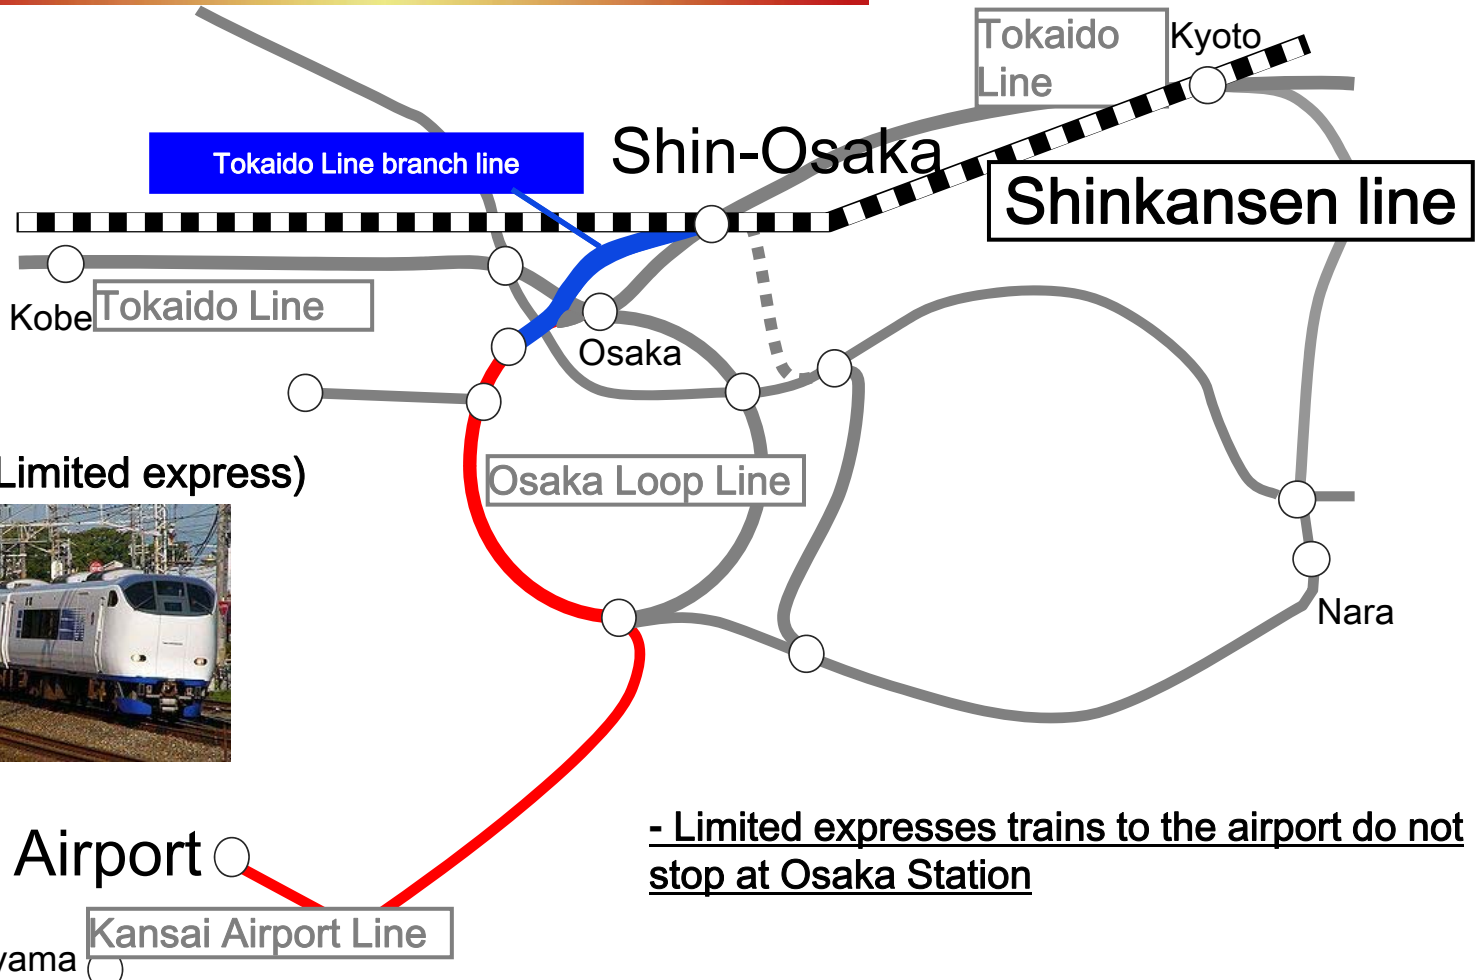 Tokaido
Line
Kyoto
Tokaido Line branch line
Shin-Osaka
Shinkansen line
Kobe
Tokaido Line
Osaka
Limited express)
Osaka Loop Line
Nara
- Limited expresses trains to the airport do not
stop at Osaka Station
Airport
Kansai Airport Line
yama